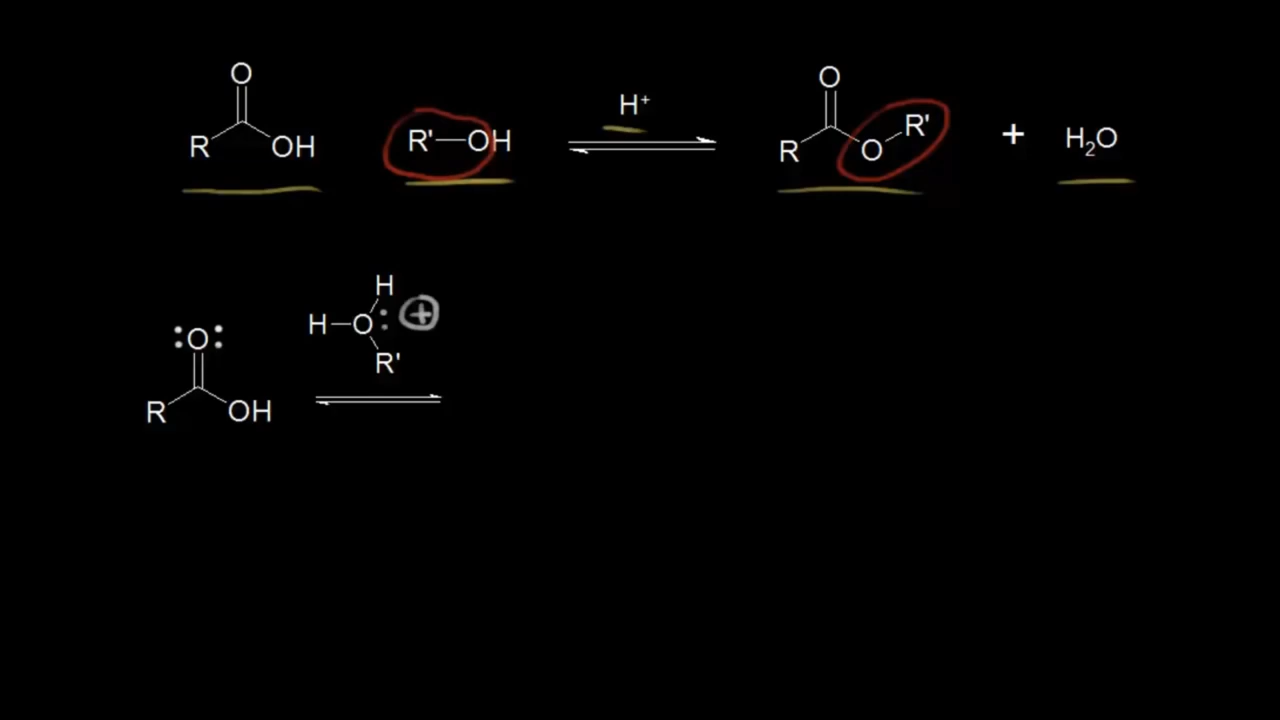 O R OH R'—OH H⁺ O R O R' + H₂O
:O: R OH H—O: H R' ⊕